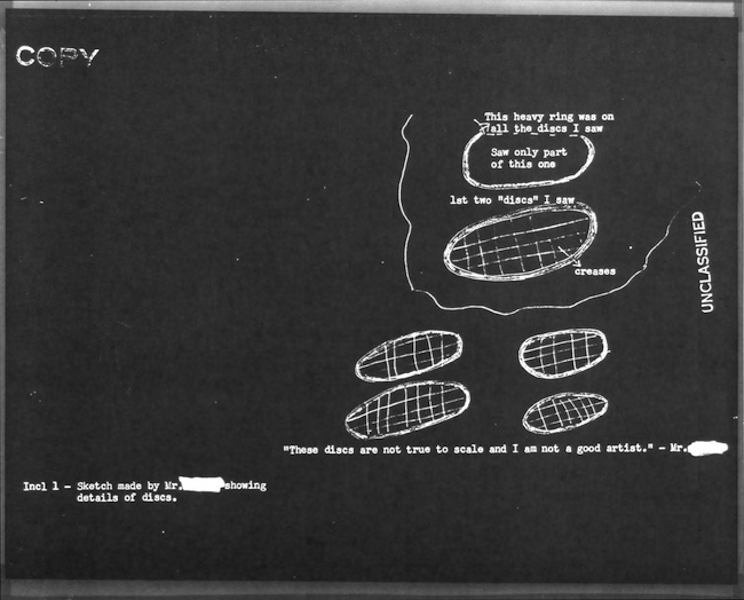 COPY
This heavy ring was on
all the discs I saw
Saw only part
of this one
1st two "discs" I saw
creases
UNCLASSIFIED
"These discs are not true to scale and I am not a good artist." - Mr.
Incl 1 - Sketch made by Mr. showing
details of discs.